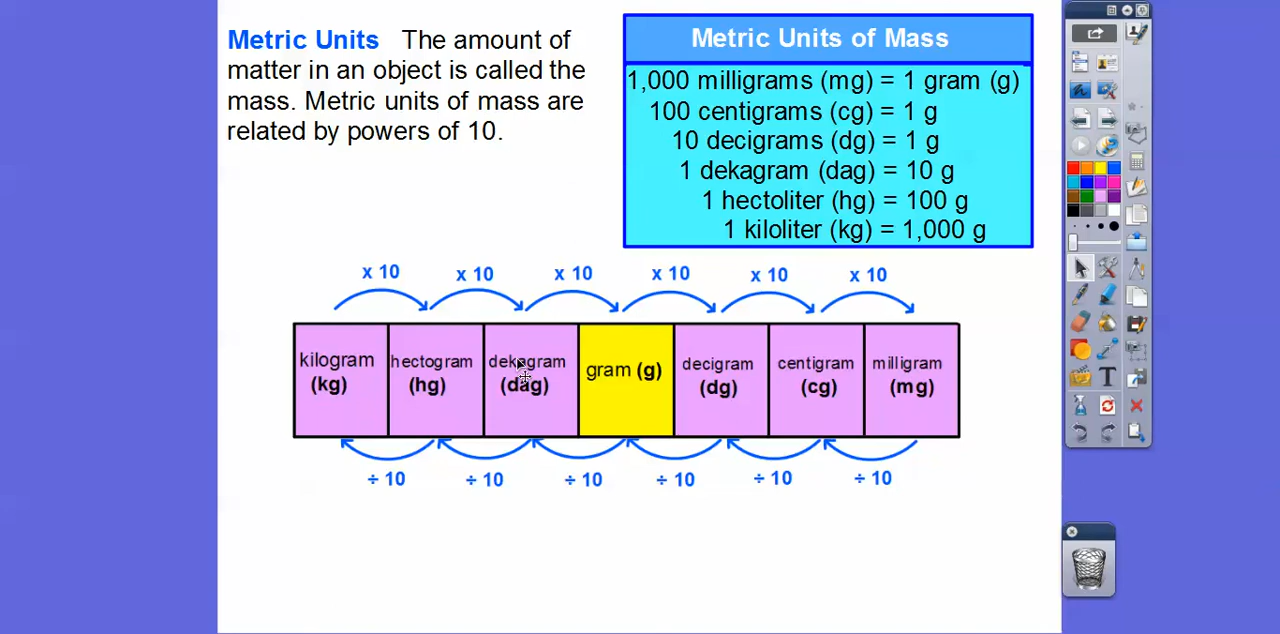 Metric Units The amount of
matter in an object is called the
mass. Metric units of mass are
related by powers of 10.
Metric Units of Mass
1,000 milligrams (mg) = 1 gram (g)
100 centigrams (cg) = 1 g
10 decigrams (dg) = 1 g
1 dekagram (dag) = 10 g
1 hectoliter (hg) = 100 g
1 kiloliter (kg) = 1,000 g
x 10 x 10 x 10 x 10 x 10 x 10
kilogram hectogram dekagram gram (g) decigram centigram milligram
(kg) (hg) (dag) (dg) (cg) (mg)
÷ 10 ÷ 10 ÷ 10 ÷ 10 ÷ 10 ÷ 10